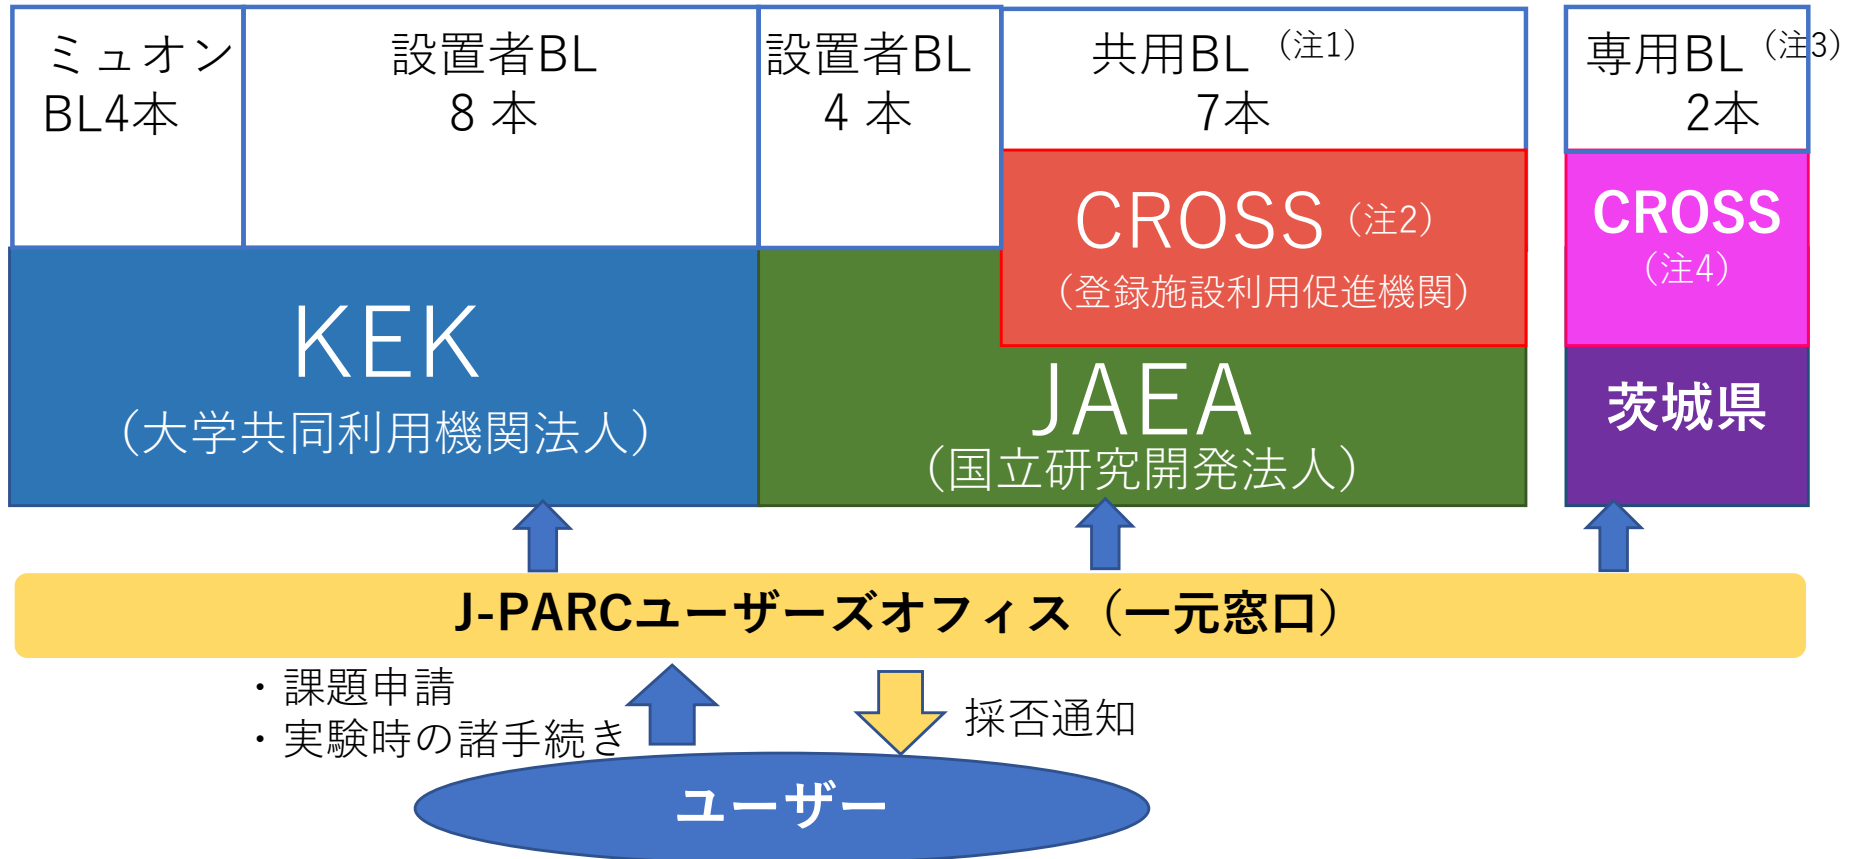 ミュオン
BL4本
設置者BL
8 本
設置者BL
4 本
共用BL（注1）
7本
専用BL（注3）
2本
CROSS（注2）
（登録施設利用促進機関）
CROSS
（注4）
KEK
（大学共同利用機関法人）
JAEA
（国立研究開発法人）
茨城県
J-PARCユーザーズオフィス（一元窓口）
・課題申請
・実験時の諸手続き
採否通知
ユーザー